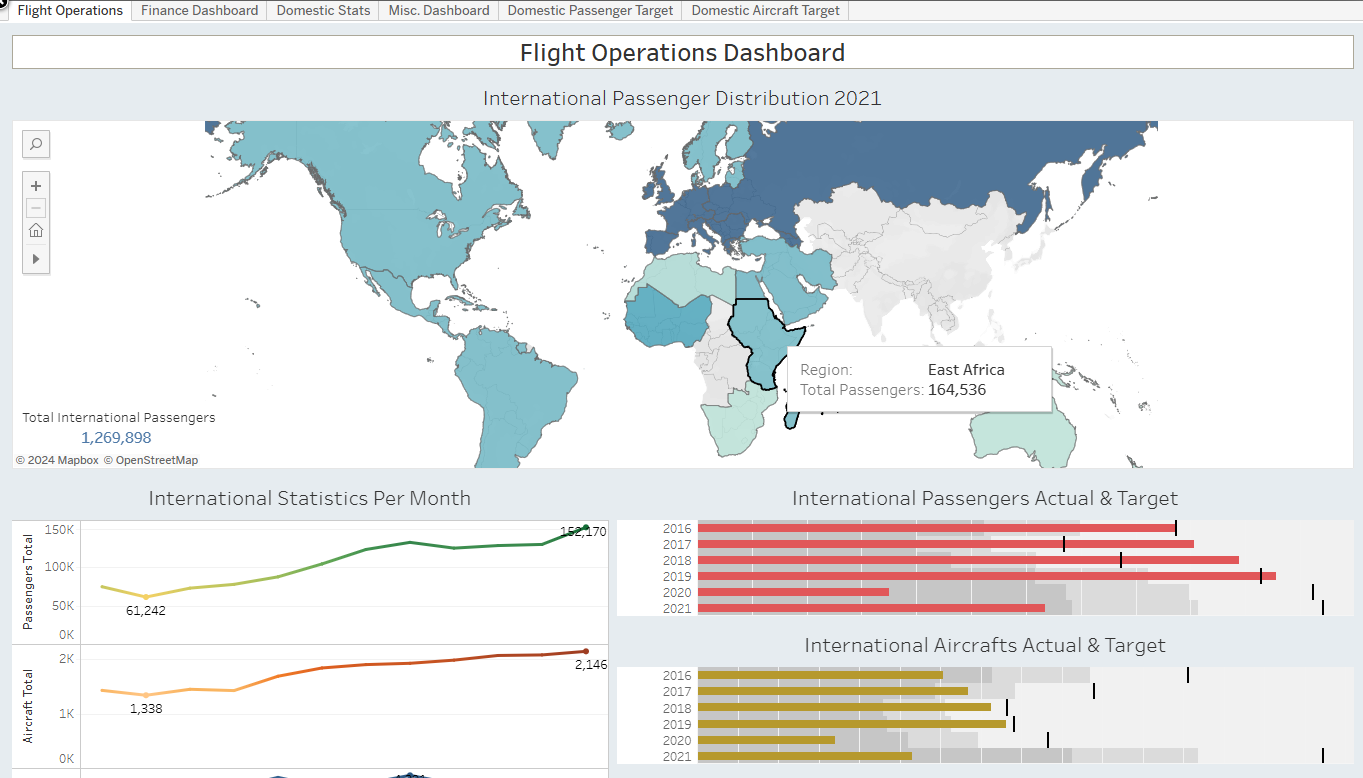 Flight Operations
Finance Dashboard
Domestic Stats
Misc. Dashboard
Domestic Passenger Target
Domestic Aircraft Target
Flight Operations Dashboard
International Passenger Distribution 2021
Region: East Africa
Total Passengers: 164,536
Total International Passengers
1,269,898
© 2024 Mapbox © OpenStreetMap
International Statistics Per Month
Passengers Total
150K
100K
50K
0K
61,242
152,170
Aircraft Total
2K
1K
0K
1,338
2,146
International Passengers Actual & Target
2016
2017
2018
2019
2020
2021
International Aircrafts Actual & Target
2016
2017
2018
2019
2020
2021